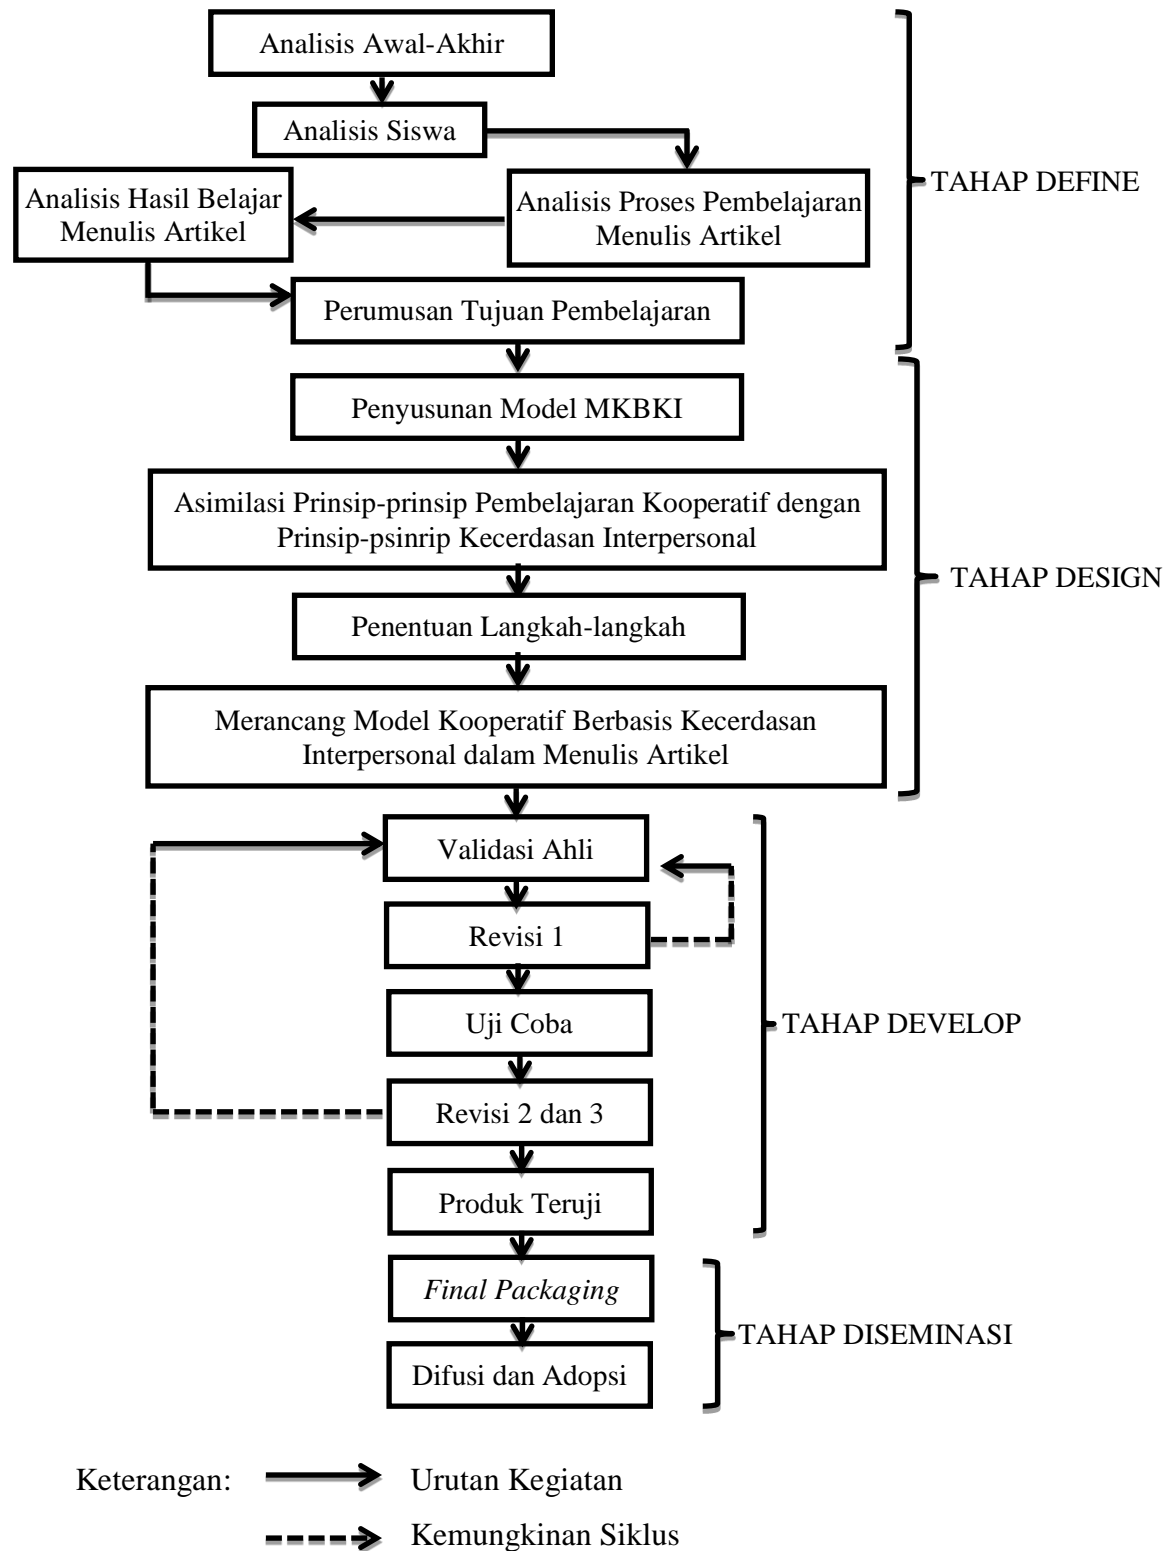 Analisis Awal-Akhir
Analisis Siswa
Analisis Hasil Belajar
Menulis Artikel
Analisis Proses Pembelajaran
Menulis Artikel
Perumusan Tujuan Pembelajaran
TAHAP DEFINE
Penyusunan Model MKBKI
Asimilasi Prinsip-prinsip Pembelajaran Kooperatif dengan
Prinsip-psinrip Kecerdasan Interpersonal
Penentuan Langkah-langkah
Merancang Model Kooperatif Berbasis Kecerdasan
Interpersonal dalam Menulis Artikel
TAHAP DESIGN
Validasi Ahli
Revisi 1
Uji Coba
Revisi 2 dan 3
Produk Teruji
TAHAP DEVELOP
Final Packaging
Difusi dan Adopsi
TAHAP DISEMINASI
Keterangan:
Urutan Kegiatan
Kemungkinan Siklus